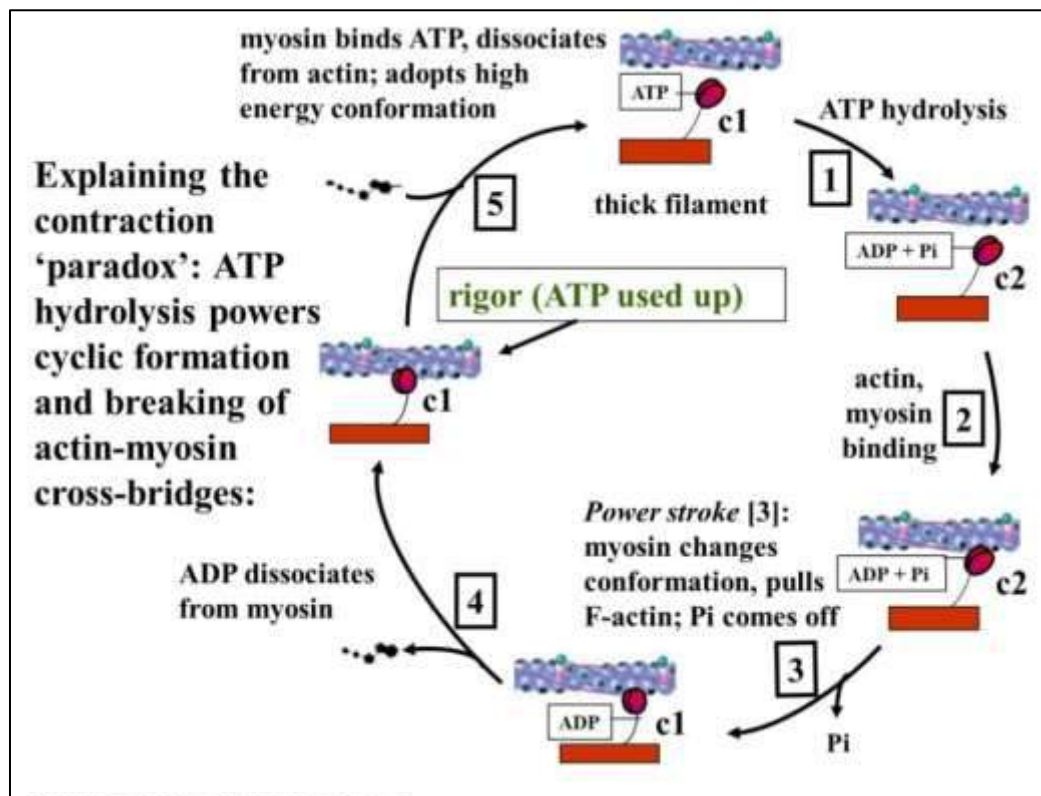 myosin binds ATP, dissociates
from actin; adopts high
energy conformation
ATP
c1
ATP hydrolysis
1
Explaining the
contraction
‘paradox’: ATP
hydrolysis powers
cyclic formation
and breaking of
actin-myosin
cross-bridges:
5
thick filament
ADP + Pi
c2
rigor (ATP used up)
c1
actin,
myosin
binding
2
Power stroke [3]:
myosin changes
conformation, pulls
F-actin; Pi comes off
ADP + Pi
c2
ADP dissociates
from myosin
4
3
ADP
c1
Pi